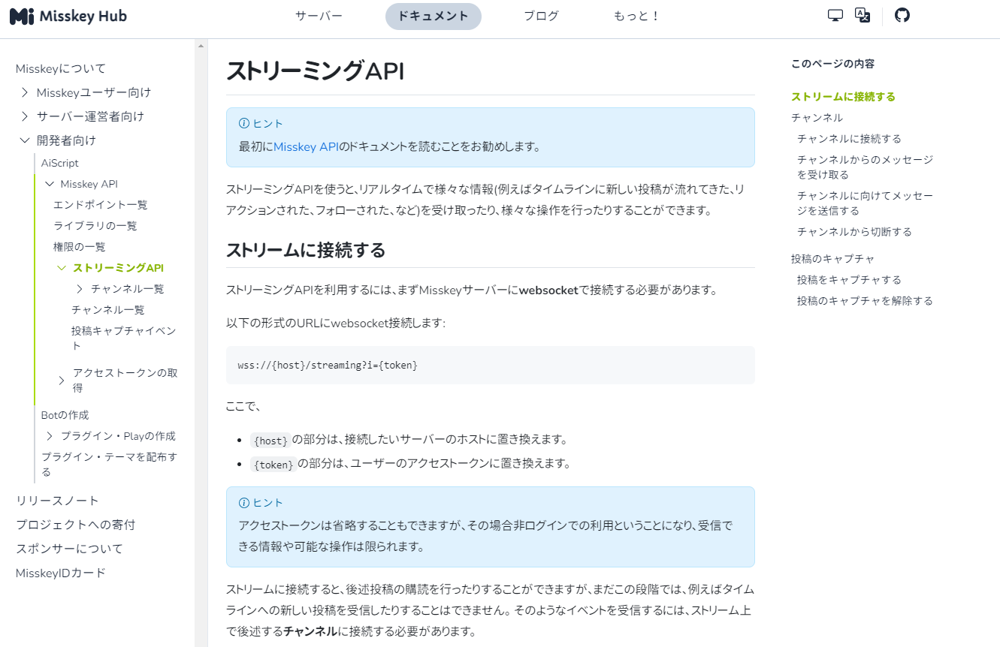 Misskey Hub
サーバー
ドキュメント
ブログ
もっと！
Misskeyについて
Misskeyユーザー向け
サーバー運営者向け
開発者向け
AiScript
Misskey API
エンドポイント一覧
ライブラリの一覧
権限の一覧
ストリーミングAPI
チャンネル一覧
チャンネル一覧
投稿キャプチャイベン
ト
アクセストークンの取
得
Botの作成
プラグイン・Playの作成
プラグイン・テーマを配布す
る
リリースノート
プロジェクトへの寄付
スポンサーについて
MisskeyIDカード
ストリーミングAPI
ヒント
最初にMisskey APIのドキュメントを読むことをお勧めします。
ストリーミングAPIを使うと、リアルタイムで様々な情報(例えばタイムラインに新しい投稿が流れてきた、リ
アクションされた、フォローされた、など)を受け取ったり、様々な操作を行ったりすることができます。
ストリームに接続する
ストリーミングAPIを利用するには、まずMisskeyサーバーにwebsocketで接続する必要があります。
以下の形式のURLにwebsocket接続します:
wss://{host}/streaming?i={token}
ここで、
{host}の部分は、接続したいサーバーのホストに置き換えます。
{token}の部分は、ユーザーのアクセストークンに置き換えます。
ヒント
アクセストークンは省略することもできますが、その場合非ログインでの利用ということになり、受信で
きる情報や可能な操作は限られます。
ストリームに接続すると、後述投稿の購読を行ったりすることができますが、まだこの段階では、例えばタイム
ラインへの新しい投稿を受信したりすることはできません。そのようなイベントを受信するには、ストリーム上
で後述するチャンネルに接続する必要があります。
このページの内容
ストリームに接続する
チャンネル
チャンネルに接続する
チャンネルからのメッセージ
を受け取る
チャンネルに向けてメッセー
ジを送信する
チャンネルから切断する
投稿のキャプチャ
投稿をキャプチャする
投稿のキャプチャを解除する